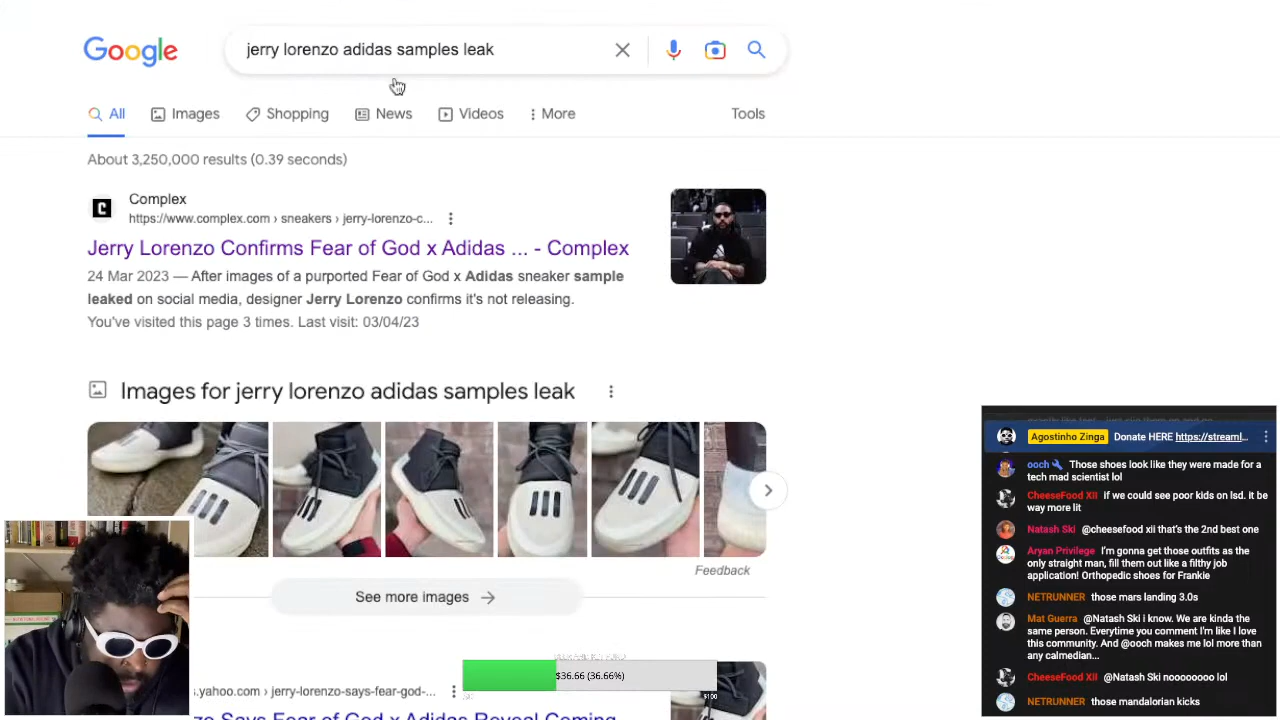 Google
jerry lorenzo adidas samples leak
All
Images
Shopping
News
Videos
More
Tools
About 3,250,000 results (0.39 seconds)
C
Complex
https://www.complex.com › sneakers › jerry-lorenzo-c...
Jerry Lorenzo Confirms Fear of God x Adidas ... - Complex
24 Mar 2023 — After images of a purported Fear of God x Adidas sneaker sample
leaked on social media, designer Jerry Lorenzo confirms it's not releasing.
You've visited this page 3 times. Last visit: 03/04/23
Images for jerry lorenzo adidas samples leak
Feedback
See more images
.yahoo.com › jerry-lorenzo-says-fear-god-...
zo Says Fear of God x Adidas Reveal Coming
$36.66 (36.66%)
$100
Agostinho Zinga Donate HERE https://streaml...
ooch Those shoes look like they were made for a
tech mad scientist lol
CheeseFood XII if we could see poor kids on lsd. it be
way more lit
Natash Ski @cheesefood xii that's the 2nd best one
Aryan Privilege I'm gonna get those outfits as the
only straight man, fill them out like a filthy job
application! Orthopedic shoes for Frankie
NETRUNNER those mars landing 3.0s
Mat Guerra @Natash Ski i know. We are kinda the
same person. Everytime you comment I'm like I love
this community. And @ooch makes me lol more than
any calmedian...
CheeseFood XII @Natash Ski noooooooo lol
NETRUNNER those mandalorian kicks